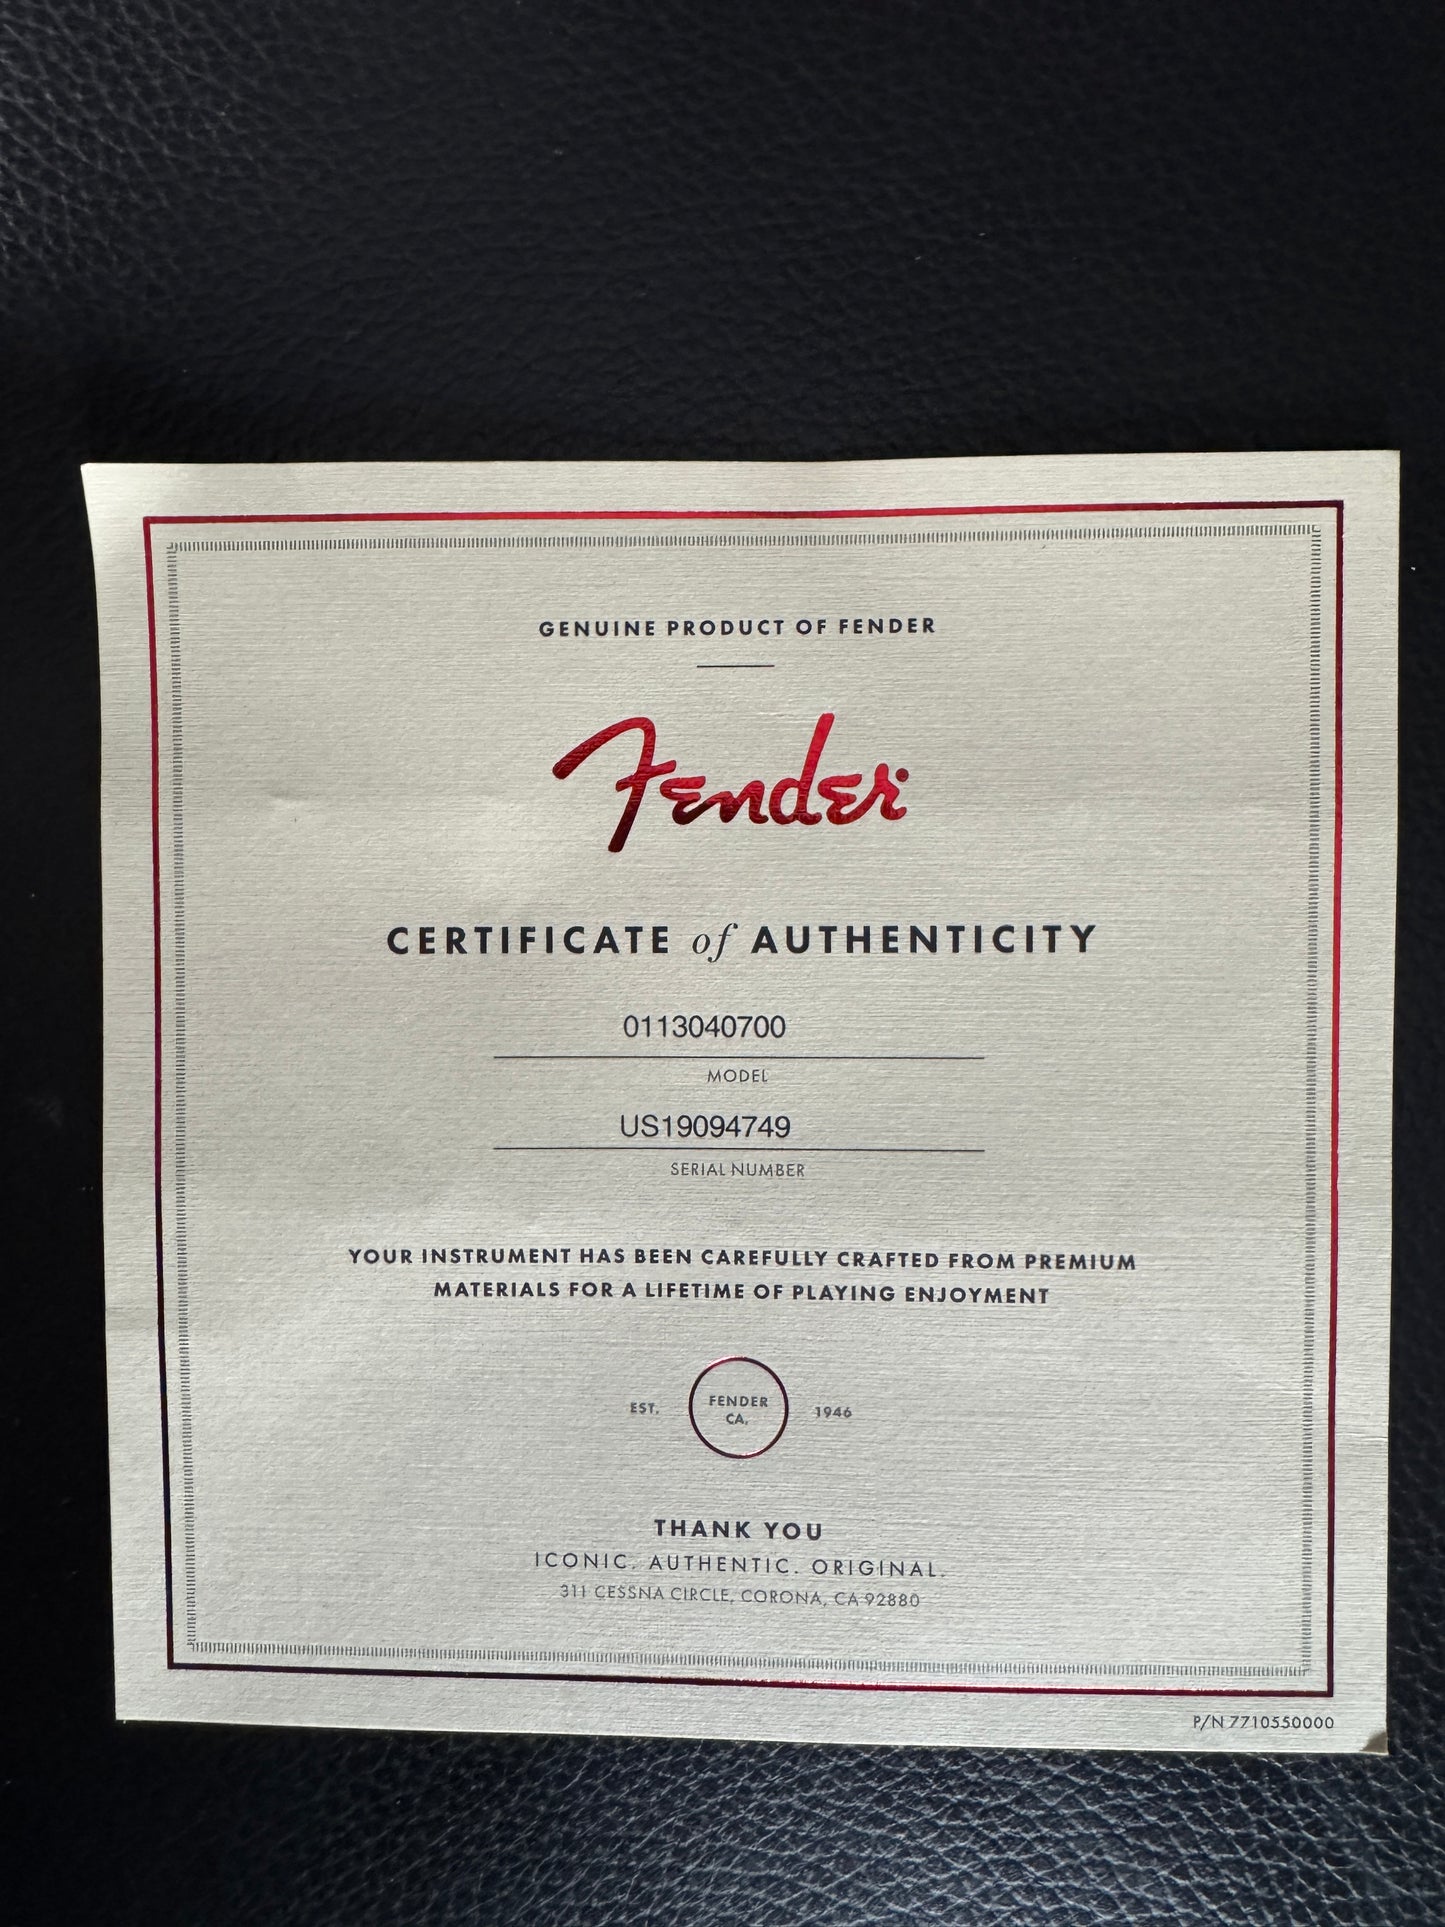 GENUINE PRODUCT OF FENDER
Fender
CERTIFICATE of AUTHENTICITY
0113040700
MODEL
US19094749
SERIAL NUMBER
YOUR INSTRUMENT HAS BEEN CAREFULLY CRAFTED FROM PREMIUM
MATERIALS FOR A LIFETIME OF PLAYING ENJOYMENT
EST. FENDER CA. 1946
THANK YOU
ICONIC. AUTHENTIC. ORIGINAL.
311 CESSNA CIRCLE, CORONA, CA 92880
P/N 7710550000